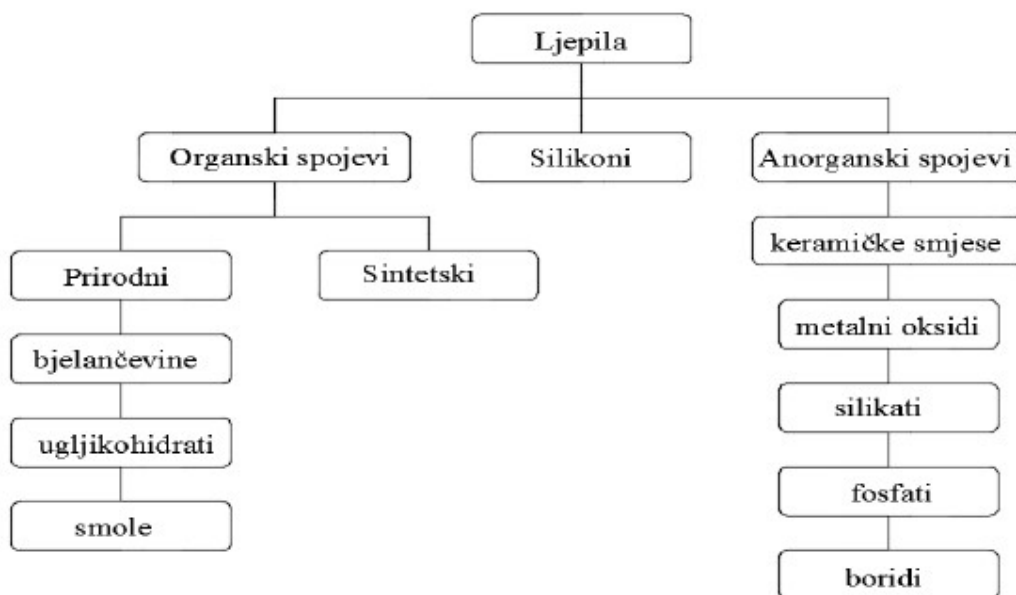 Ljepila
Organski spojevi
Silikoni
Anorganski spojevi
Prirodni
Sintetski
keramičke smjese
bjelančevine
metalni oksidi
ugljikohidrati
silikati
smole
fosfati
boridi